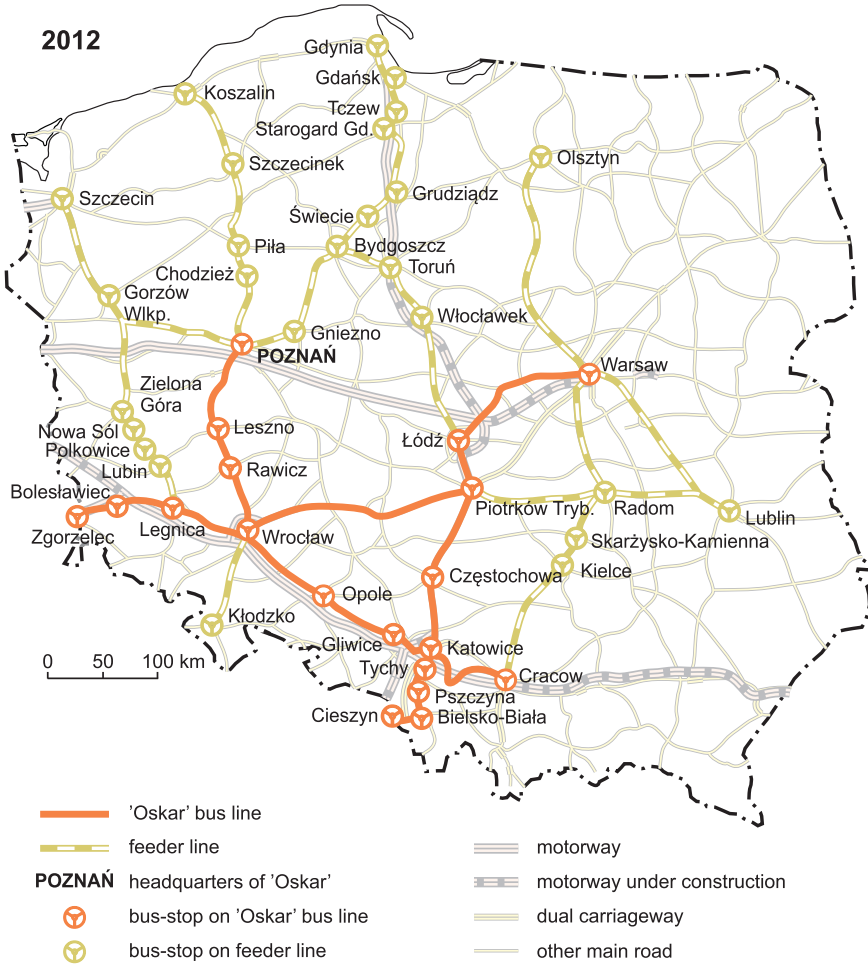 2012
Gdynia
Gdańsk
Koszalin
Tczew
Starogard Gd.
Szczecinek
Olsztyn
Szczecin
Grudziądz
Świecie
Piła
Bydgoszcz
Chodzież
Toruń
Gorzów
Wlkp.
Włocławek
Gniezno
POZNAŃ
Warsaw
Zielona
Góra
Leszno
Nowa Sól
Łódź
Polkowice
Lubin
Rawicz
Bolesławiec
Piotrków Tryb.
Radom
Lublin
Zgorzelec
Legnica
Wrocław
Skarżysko-Kamienna
Kielce
Częstochowa
Opole
Kłodzko
Gliwice
Katowice
Tychy
Cracow
0 50 100 km
Pszczyna
Cieszyn
Bielsko-Biała
'Oskar' bus line
feeder line
POZNAŃ headquarters of 'Oskar'
bus-stop on 'Oskar' bus line
bus-stop on feeder line
motorway
motorway under construction
dual carriageway
other main road